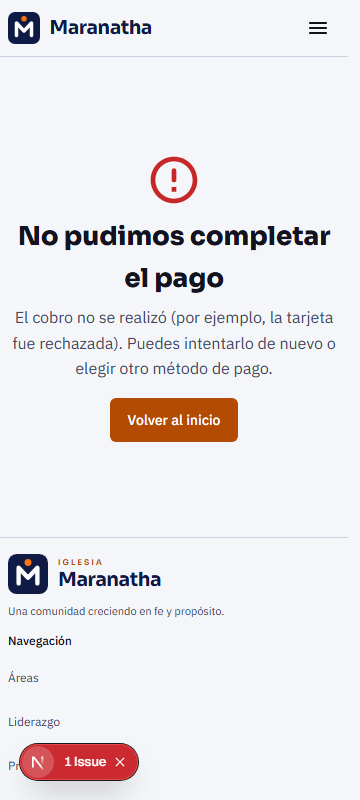 Maranatha
No pudimos completar
el pago
El cobro no se realizó (por ejemplo, la tarjeta
fue rechazada). Puedes intentarlo de nuevo o
elegir otro método de pago.
Volver al inicio
IGLESIA
Maranatha
Una comunidad creciendo en fe y propósito.
Navegación
Áreas
Liderazgo
1 Issue